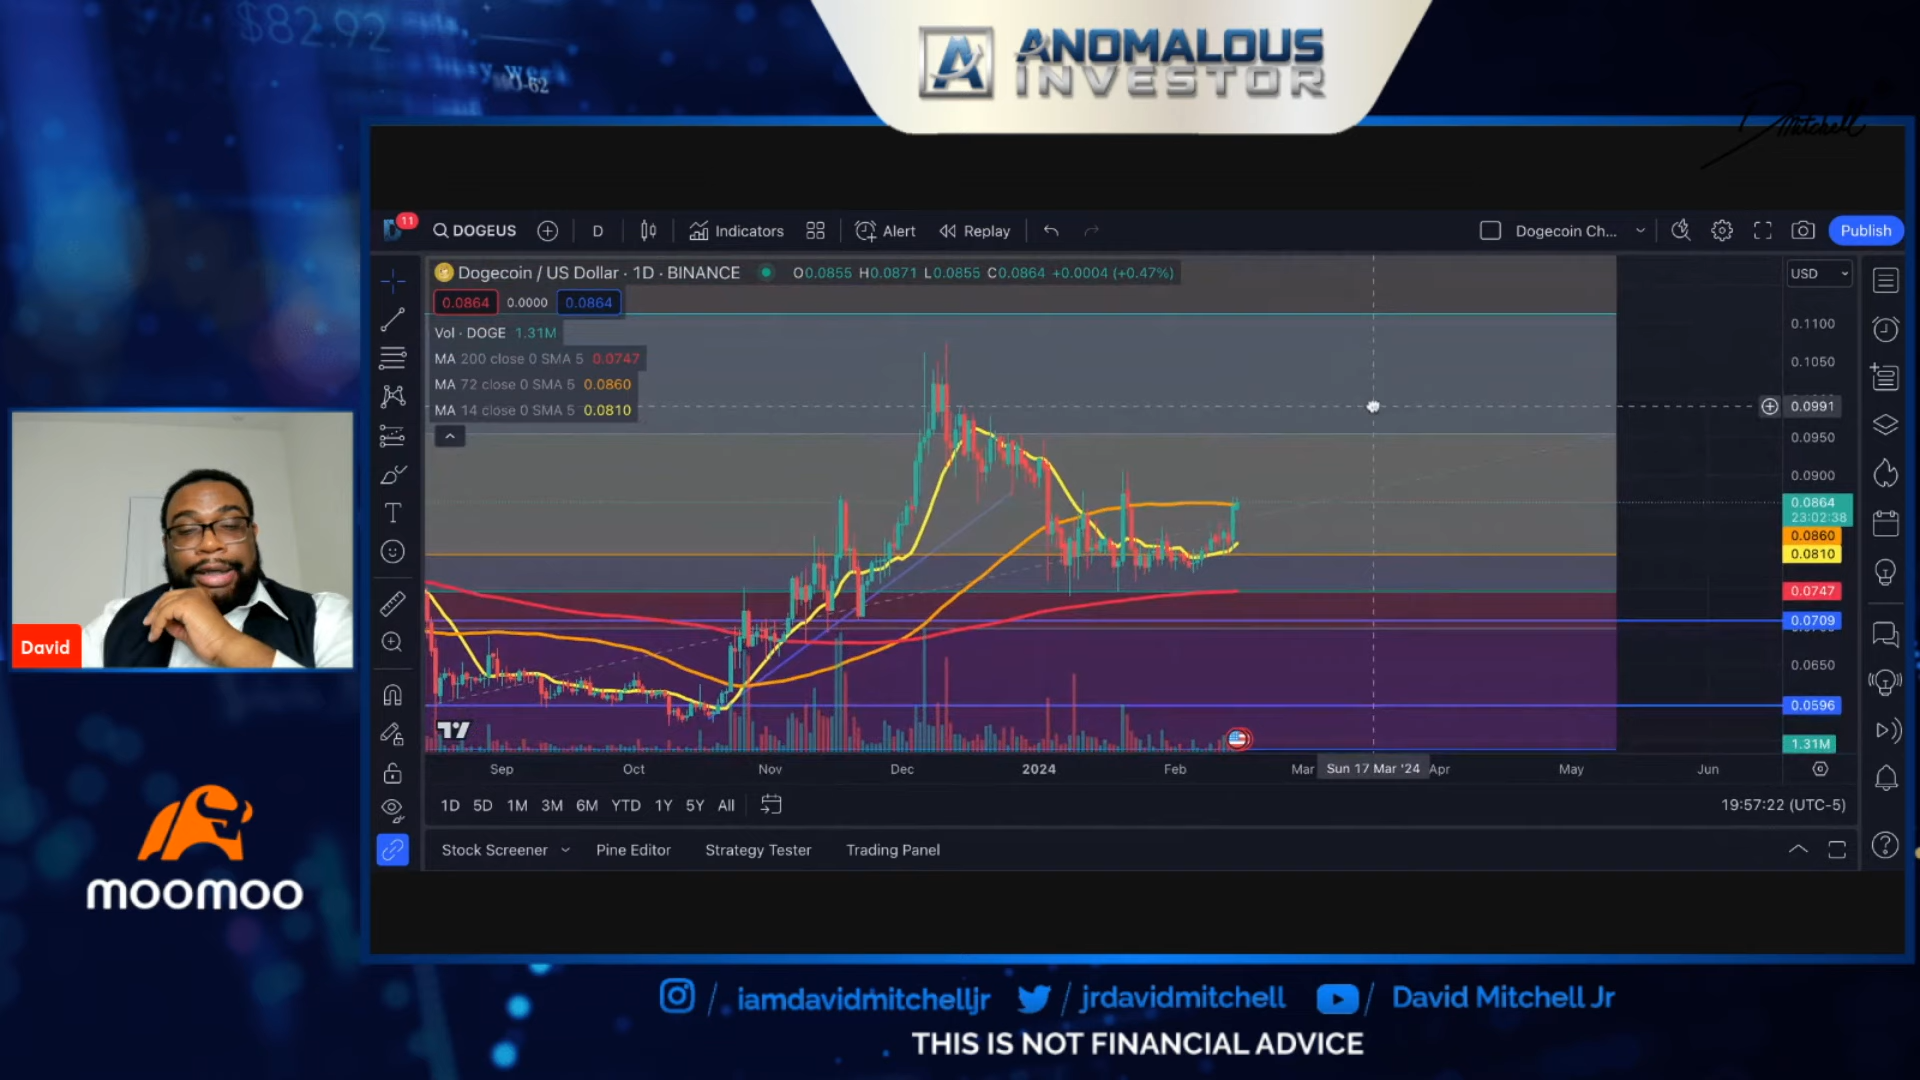 $82.92
ANOMALOUS
INVESTOR
D Mitchell
11
DOGEUS
D
Indicators
Alert
Replay
Dogecoin Ch...
Publish
Dogecoin / US Dollar · 1D · BINANCE
O0.0855 H0.0871 L0.0855 C0.0864 +0.0004 (+0.47%)
USD
0.0864 0.0000 0.0864
Vol · DOGE 1.31M
MA 200 close 0 SMA 5 0.0747
MA 72 close 0 SMA 5 0.0860
MA 14 close 0 SMA 5 0.0810
0.1100
0.1050
0.0991
0.0950
0.0900
0.0864
23:02:38
0.0860
0.0810
0.0747
0.0709
0.0650
0.0596
1.31M
Sep Oct Nov Dec 2024 Feb Mar Sun 17 Mar '24 Apr May Jun
1D 5D 1M 3M 6M YTD 1Y 5Y All
19:57:22 (UTC-5)
Stock Screener Pine Editor Strategy Tester Trading Panel
David
moomoo
/ iamdavidmitchelljr / jrdavidmitchell / David Mitchell Jr
THIS IS NOT FINANCIAL ADVICE